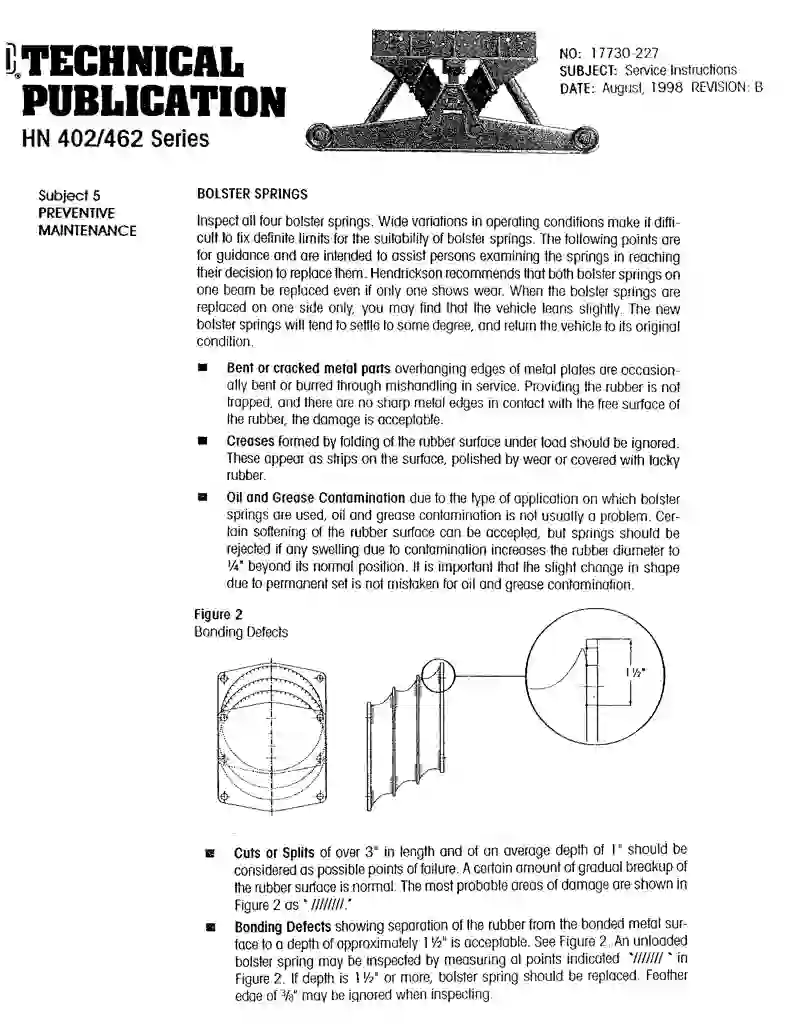 TECHNICAL
PUBLICATION
HN 402/462 Series
NO: 17730-227
SUBJECT: Service Instructions
DATE: August, 1998 REVISION: B
Subject 5
PREVENTIVE
MAINTENANCE
BOLSTER SPRINGS
Inspect all four bolster springs. Wide variations in operating conditions make it diffi-
cult to fix definite limits for the suitability of bolster springs. The following points are
for guidance and are intended to assist persons examining the springs in reaching
their decision to replace them. Hendrickson recommends that both bolster springs on
one beam be replaced even if only one shows wear. When the bolster springs are
replaced on one side only, you may find that the vehicle leans slightly. The new
bolster springs will tend to settle to some degree, and return the vehicle to its original
condition.
■ Bent or cracked metal parts overhanging edges of metal plates are occasion-
ally bent or burred through mishandling in service. Providing the rubber is not
trapped, and there are no sharp metal edges in contact with the free surface of
the rubber, the damage is acceptable.
■ Creases formed by folding of the rubber surface under load should be ignored.
These appear as strips on the surface, polished by wear or covered with tacky
rubber.
■ Oil and Grease Contamination due to the type of application on which bolster
springs are used, oil and grease contamination is not usually a problem. Cer-
tain softening of the rubber surface can be accepted, but springs should be
rejected if any swelling due to contamination increases the rubber diameter to
¼" beyond its normal position. It is important that the slight change in shape
due to permanent set is not mistaken for oil and grease contamination.
Figure 2
Bonding Defects
1 ½"
■ Cuts or Splits of over 3" in length and of an average depth of 1" should be
considered as possible points of failure. A certain amount of gradual breakup of
the rubber surface is normal. The most probable areas of damage are shown in
Figure 2 as "////////."
■ Bonding Defects showing separation of the rubber from the bonded metal sur-
face to a depth of approximately 1 ½" is acceptable. See Figure 2. An unloaded
bolster spring may be inspected by measuring at points indicated "///////" in
Figure 2. If depth is 1 ½" or more, bolster spring should be replaced. Feather
edge of ⅜" may be ignored when inspecting.